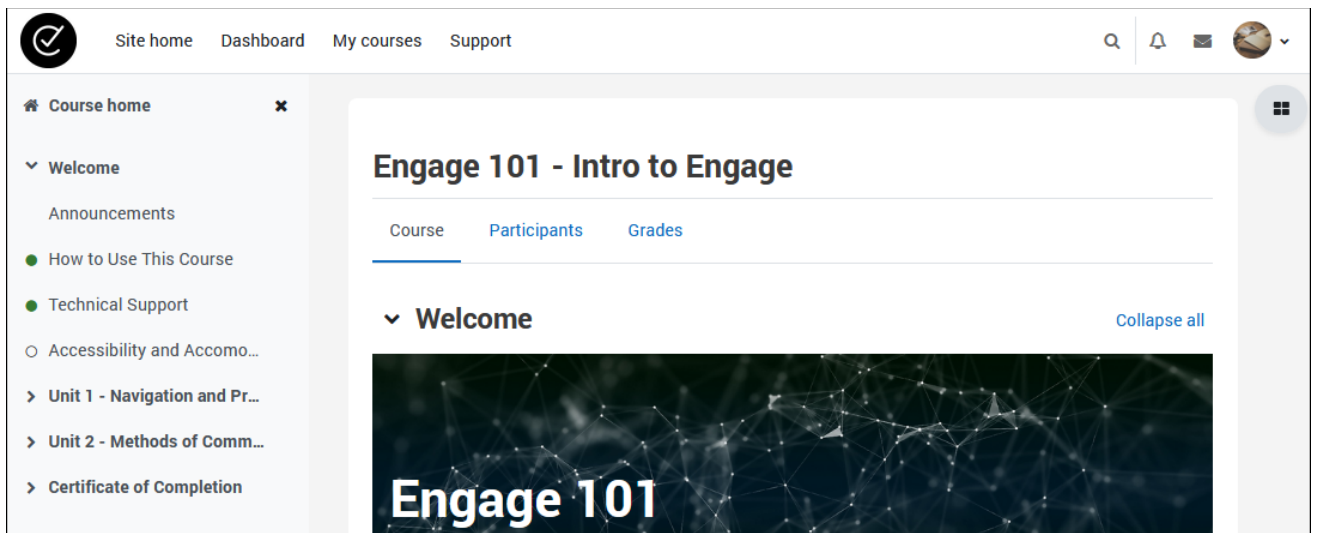 Site home Dashboard My courses Support
Course home
Welcome
Announcements
How to Use This Course
Technical Support
Accessibility and Accomo...
Unit 1 - Navigation and Pr...
Unit 2 - Methods of Comm...
Certificate of Completion
Engage 101 - Intro to Engage
Course Participants Grades
Welcome
Collapse all
Engage 101